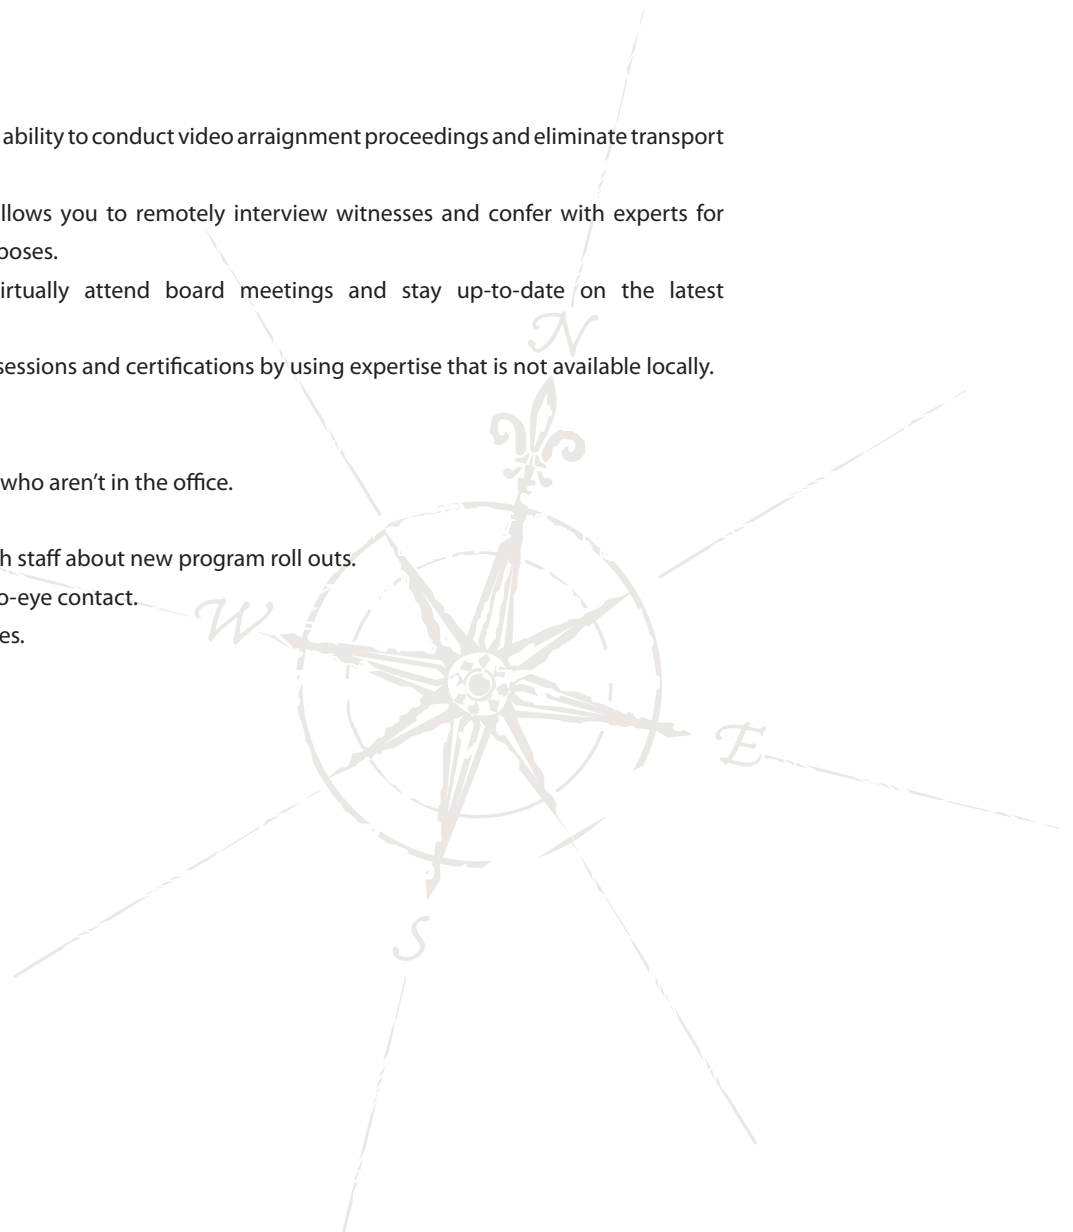 ability to conduct video arraignment proceedings and eliminate transport
llows you to remotely interview witnesses and confer with experts for
poses.
irtually attend board meetings and stay up-to-date on the latest
sessions and certifications by using expertise that is not available locally.
who aren’t in the office.
h staff about new program roll outs.
o-eye contact.
es.
N
W
E
S